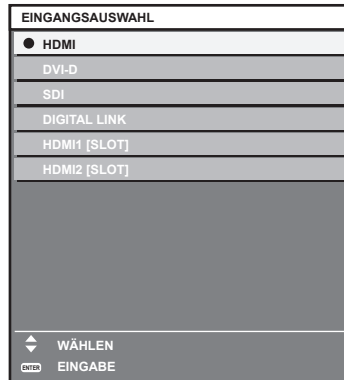 EINGANGSAUSWAHL
HDMI
DVI-D
SDI
DIGITAL LINK
HDMI1 [SLOT]
HDMI2 [SLOT]
WÄHLEN
ENTER EINGABE